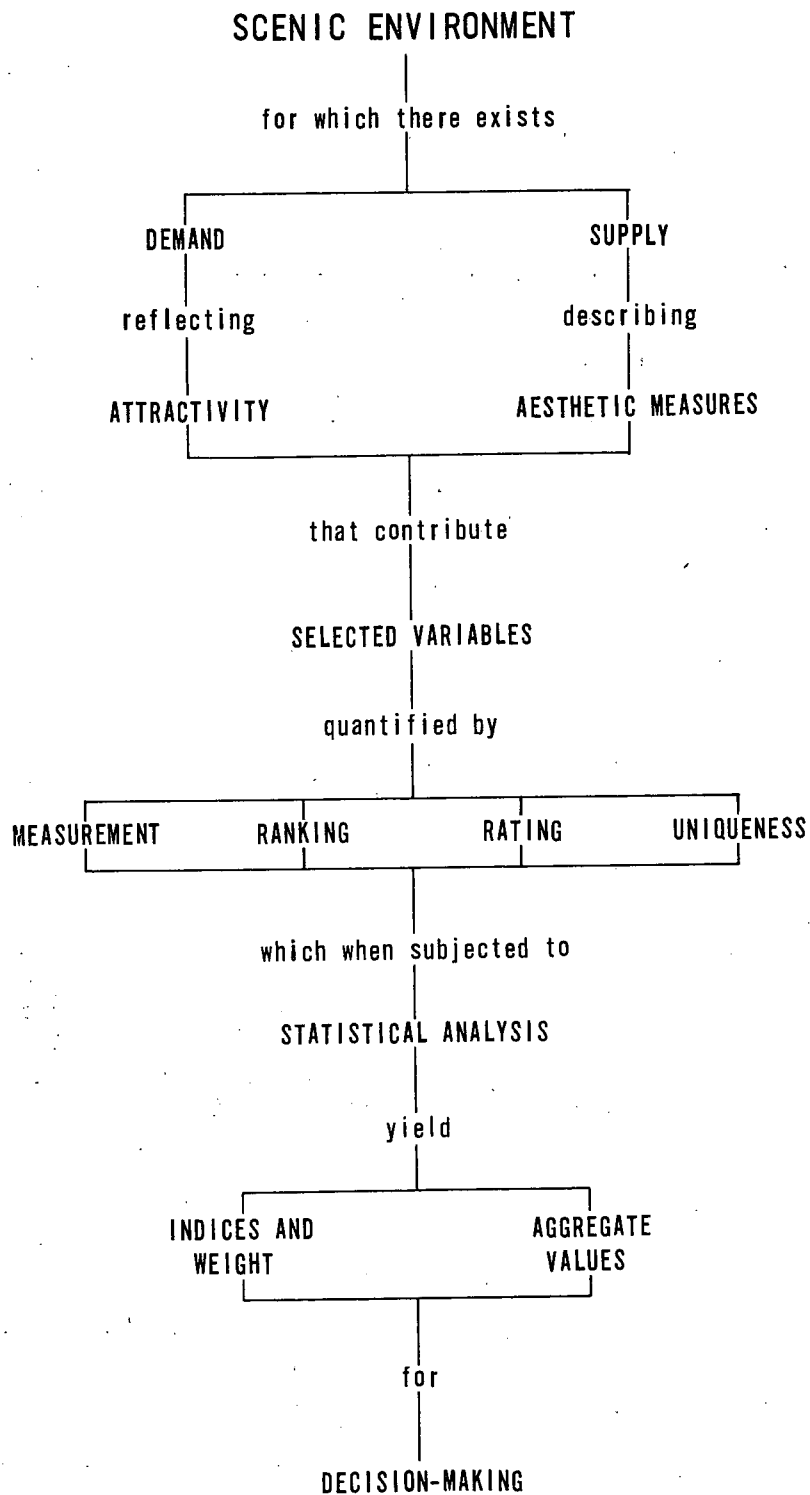 SCENIC ENVIRONMENT
for which there exists
DEMAND
SUPPLY
reflecting
describing
ATTRACTIVITY
AESTHETIC MEASURES
that contribute
SELECTED VARIABLES
quantified by
MEASUREMENT
RANKING
RATING
UNIQUENESS
which when subjected to
STATISTICAL ANALYSIS
yield
INDICES AND
WEIGHT
AGGREGATE
VALUES
for
DECISION-MAKING